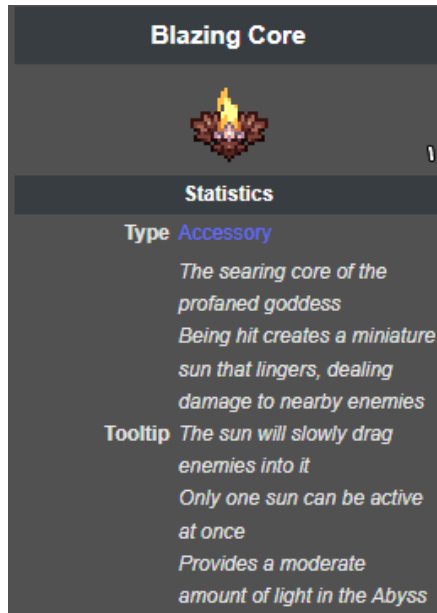 Blazing Core
1
Statistics
Type Accessory
The searing core of the
profaned goddess
Being hit creates a miniature
sun that lingers, dealing
damage to nearby enemies
Tooltip The sun will slowly drag
enemies into it
Only one sun can be active
at once
Provides a moderate
amount of light in the Abyss